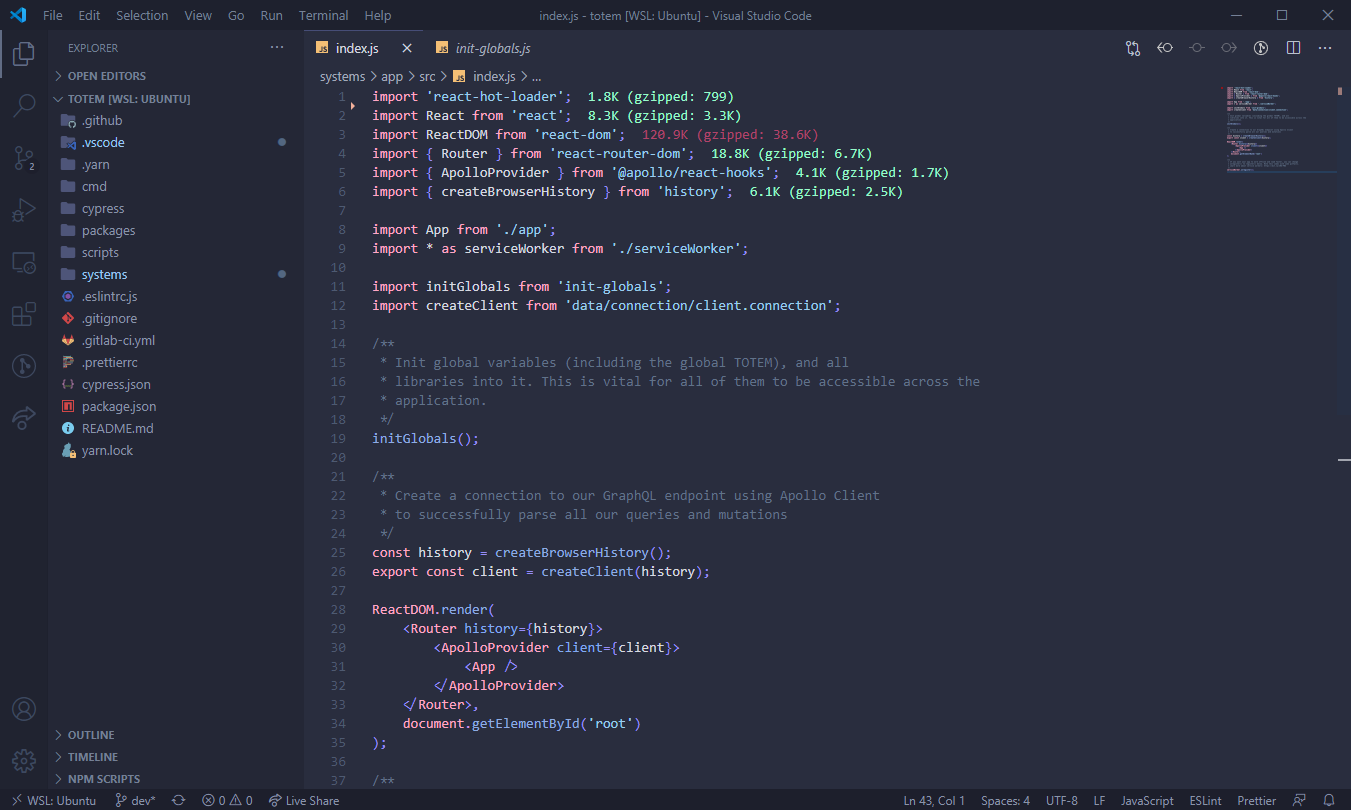 File Edit Selection View Go Run Terminal Help
index.js - totem [WSL: Ubuntu] - Visual Studio Code
EXPLORER
OPEN EDITORS
TOTEM [WSL: UBUNTU]
.github
.vscode
.yarn
cmd
cypress
packages
scripts
systems
.eslintrc.js
.gitignore
.gitlab-ci.yml
.prettierrc
cypress.json
package.json
README.md
yarn.lock
OUTLINE
TIMELINE
NPM SCRIPTS
2
JS index.js
JS init-globals.js
systems > app > src > JS index.js > ...
1 import 'react-hot-loader'; 1.8K (gzipped: 799)
2 import React from 'react'; 8.3K (gzipped: 3.3K)
3 import ReactDOM from 'react-dom'; 120.9K (gzipped: 38.6K)
4 import { Router } from 'react-router-dom'; 18.8K (gzipped: 6.7K)
5 import { ApolloProvider } from '@apollo/react-hooks'; 4.1K (gzipped: 1.7K)
6 import { createBrowserHistory } from 'history'; 6.1K (gzipped: 2.5K)
7
8 import App from './app';
9 import * as serviceWorker from './serviceWorker';
10
11 import initGlobals from 'init-globals';
12 import createClient from 'data/connection/client.connection';
13
14 /**
15 * Init global variables (including the global TOTEM), and all
16 * libraries into it. This is vital for all of them to be accessible across the
17 * application.
18 */
19 initGlobals();
20
21 /**
22 * Create a connection to our GraphQL endpoint using Apollo Client
23 * to successfully parse all our queries and mutations
24 */
25 const history = createBrowserHistory();
26 export const client = createClient(history);
27
28 ReactDOM.render(
29 <Router history={history}>
30 <ApolloProvider client={client}>
31 <App />
32 </ApolloProvider>
33 </Router>,
34 document.getElementById('root')
35 );
36
37 /**
WSL: Ubuntu dev* 0 0 Live Share
Ln 43, Col 1 Spaces: 4 UTF-8 LF JavaScript ESLint Prettier